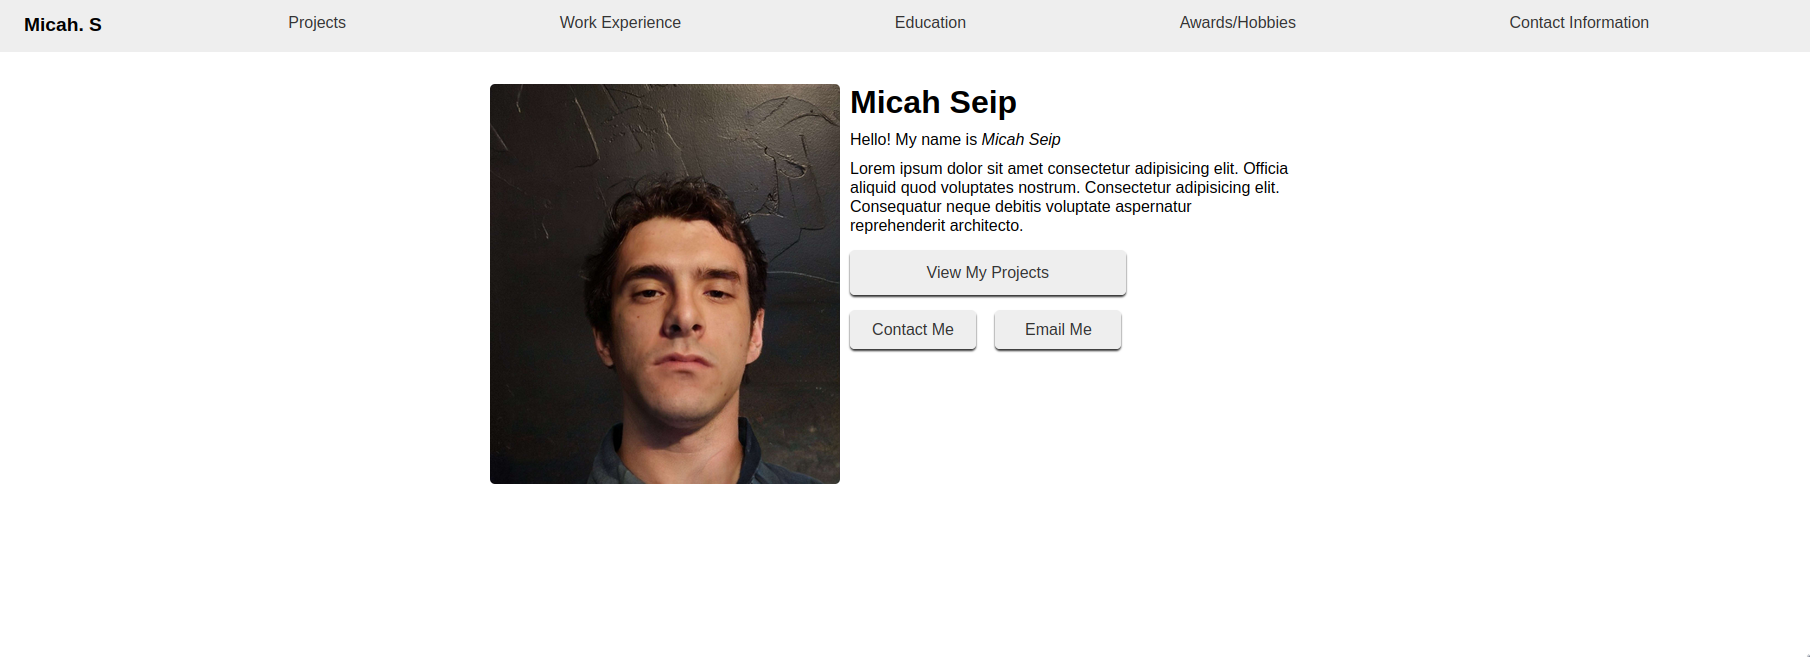 Micah. S Projects Work Experience Education Awards/Hobbies Contact Information
Micah Seip
Hello! My name is Micah Seip
Lorem ipsum dolor sit amet consectetur adipisicing elit. Officia
aliquid quod voluptates nostrum. Consectetur adipisicing elit.
Consequatur neque debitis voluptate aspernatur
reprehenderit architecto.
View My Projects
Contact Me Email Me